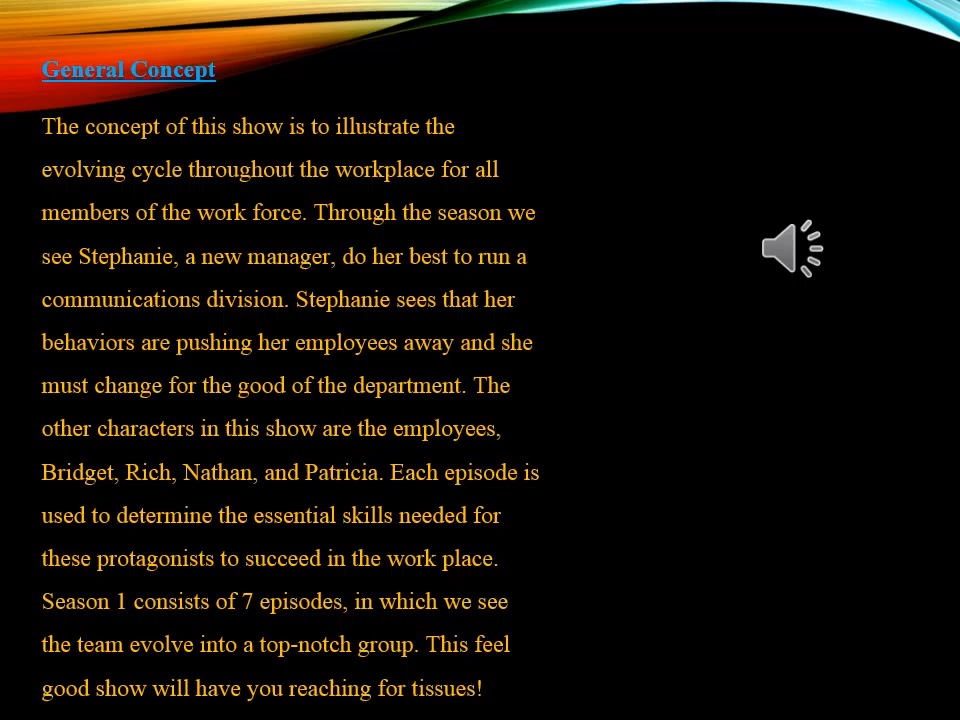 General Concept
The concept of this show is to illustrate the
evolving cycle throughout the workplace for all
members of the work force. Through the season we
see Stephanie, a new manager, do her best to run a
communications division. Stephanie sees that her
behaviors are pushing her employees away and she
must change for the good of the department. The
other characters in this show are the employees,
Bridget, Rich, Nathan, and Patricia. Each episode is
used to determine the essential skills needed for
these protagonists to succeed in the work place.
Season 1 consists of 7 episodes, in which we see
the team evolve into a top-notch group. This feel
good show will have you reaching for tissues!